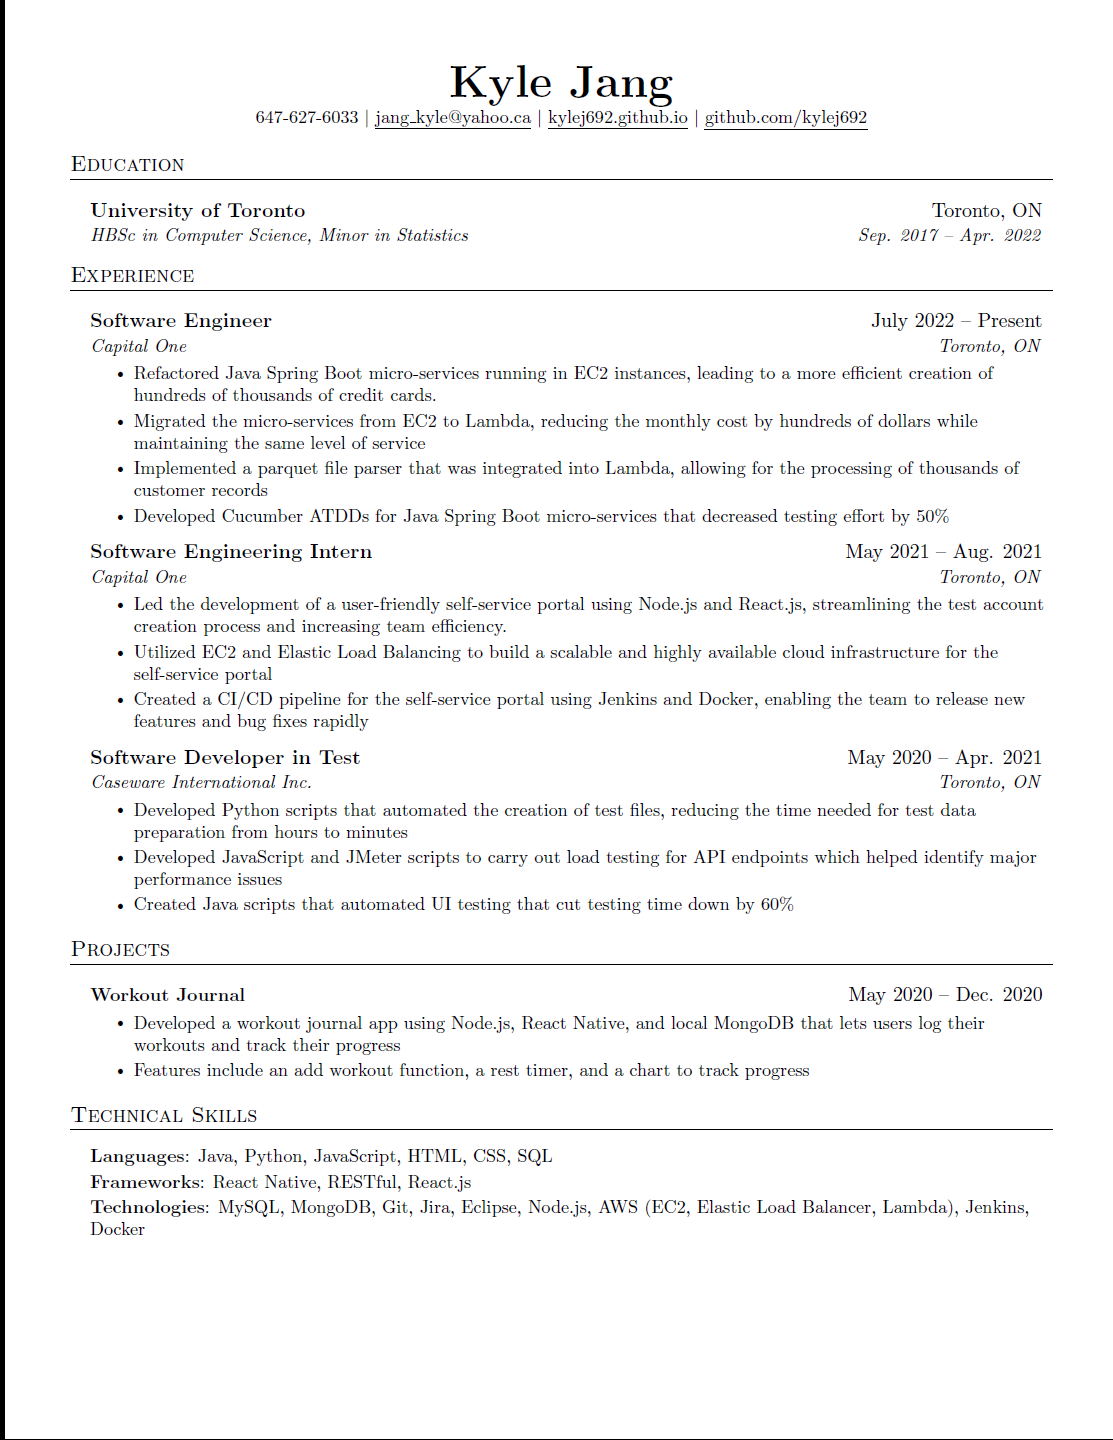 Kyle Jang
647-627-6033 | jang_kyle@yahoo.ca | kylej692.github.io | github.com/kylej692
Education
University of Toronto Toronto, ON
HBSc in Computer Science, Minor in Statistics Sep. 2017 – Apr. 2022
Experience
Software Engineer July 2022 – Present
Capital One Toronto, ON
• Refactored Java Spring Boot micro-services running in EC2 instances, leading to a more efficient creation of
hundreds of thousands of credit cards.
• Migrated the micro-services from EC2 to Lambda, reducing the monthly cost by hundreds of dollars while
maintaining the same level of service
• Implemented a parquet file parser that was integrated into Lambda, allowing for the processing of thousands of
customer records
• Developed Cucumber ATDDs for Java Spring Boot micro-services that decreased testing effort by 50%
Software Engineering Intern May 2021 – Aug. 2021
Capital One Toronto, ON
• Led the development of a user-friendly self-service portal using Node.js and React.js, streamlining the test account
creation process and increasing team efficiency.
• Utilized EC2 and Elastic Load Balancing to build a scalable and highly available cloud infrastructure for the
self-service portal
• Created a CI/CD pipeline for the self-service portal using Jenkins and Docker, enabling the team to release new
features and bug fixes rapidly
Software Developer in Test May 2020 – Apr. 2021
Caseware International Inc. Toronto, ON
• Developed Python scripts that automated the creation of test files, reducing the time needed for test data
preparation from hours to minutes
• Developed JavaScript and JMeter scripts to carry out load testing for API endpoints which helped identify major
performance issues
• Created Java scripts that automated UI testing that cut testing time down by 60%
Projects
Workout Journal May 2020 – Dec. 2020
• Developed a workout journal app using Node.js, React Native, and local MongoDB that lets users log their
workouts and track their progress
• Features include an add workout function, a rest timer, and a chart to track progress
Technical Skills
Languages: Java, Python, JavaScript, HTML, CSS, SQL
Frameworks: React Native, RESTful, React.js
Technologies: MySQL, MongoDB, Git, Jira, Eclipse, Node.js, AWS (EC2, Elastic Load Balancer, Lambda), Jenkins,
Docker